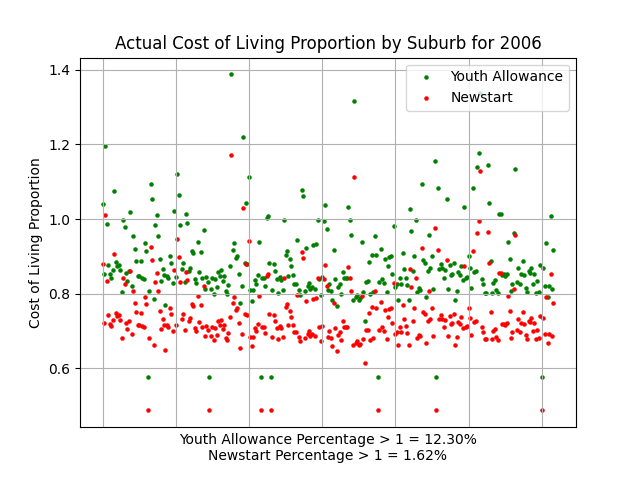 Actual Cost of Living Proportion by Suburb for 2006
1.4
1.2
1.0
0.8
0.6
Cost of Living Proportion
Youth Allowance
Newstart
Youth Allowance Percentage > 1 = 12.30%
Newstart Percentage > 1 = 1.62%